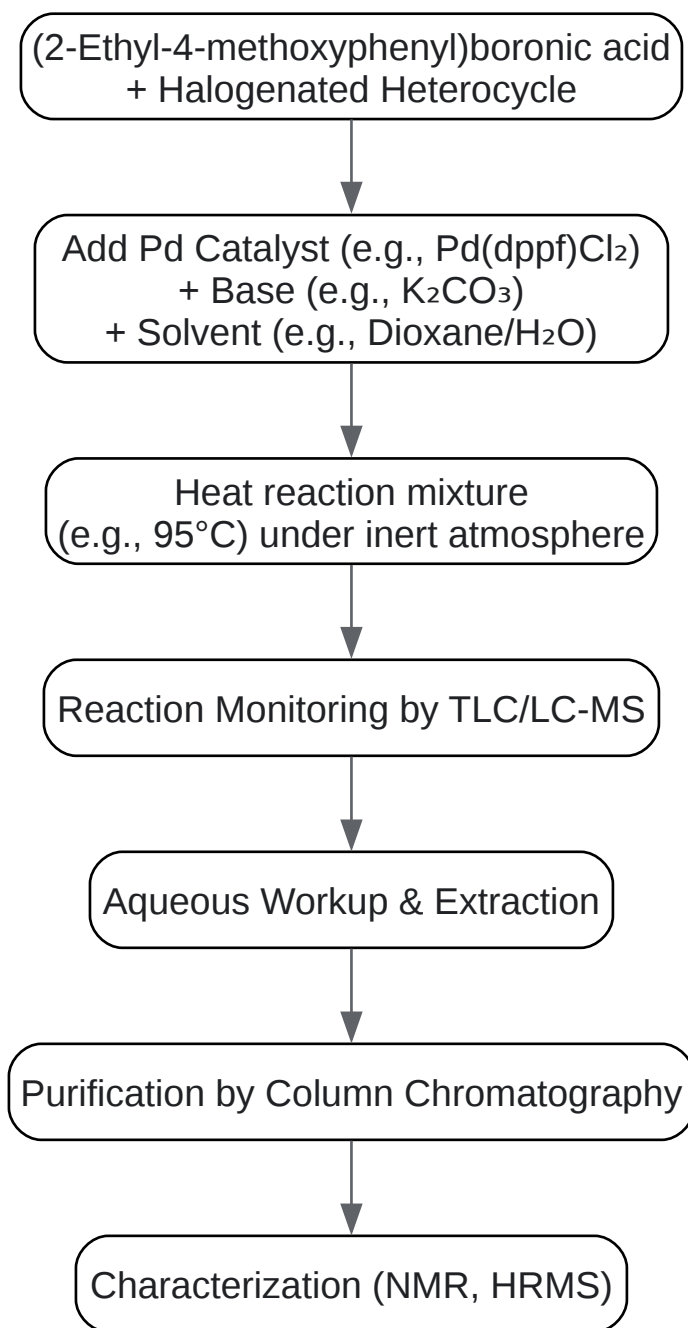 (2-Ethyl-4-methoxyphenyl)boronic acid
+ Halogenated Heterocycle
Add Pd Catalyst (e.g., Pd(dppf)Cl₂)
+ Base (e.g., K₂CO₃)
+ Solvent (e.g., Dioxane/H₂O)
Heat reaction mixture
(e.g., 95°C) under inert atmosphere
Reaction Monitoring by TLC/LC-MS
Aqueous Workup & Extraction
Purification by Column Chromatography
Characterization (NMR, HRMS)